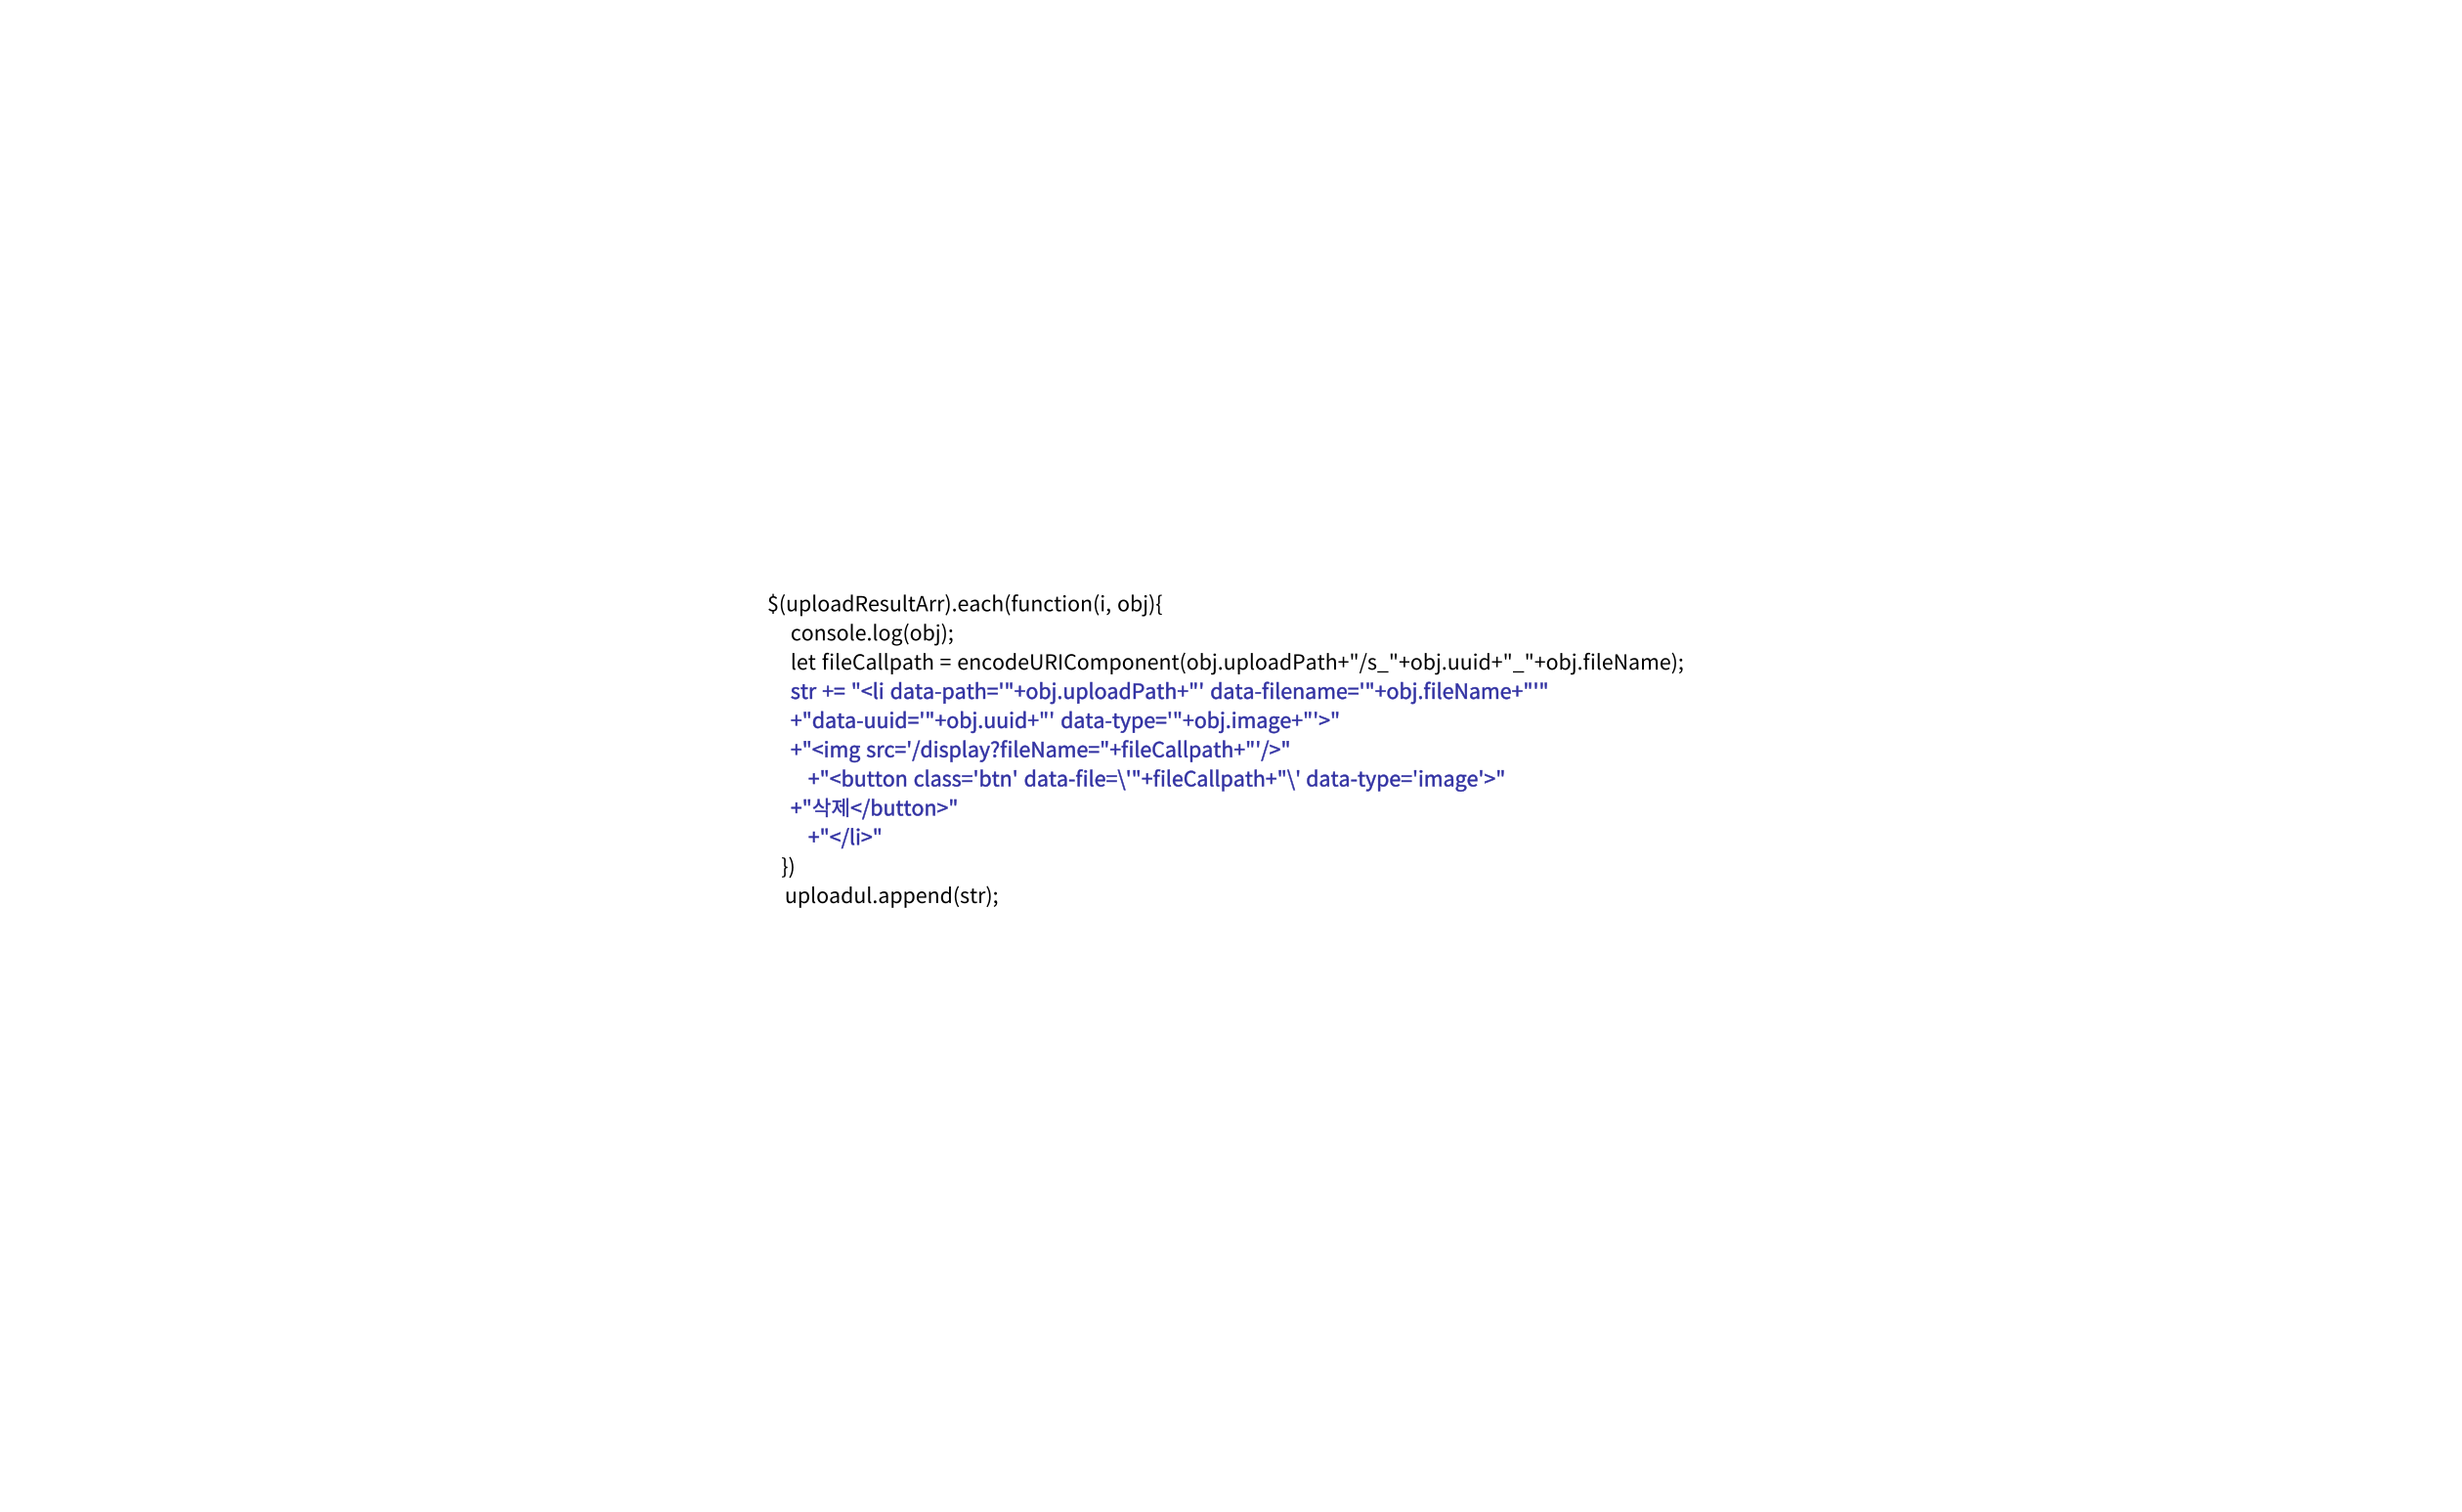 $(uploadResultArr).each(function(i, obj){
console.log(obj);
let fileCallpath = encodeURIComponent(obj.uploadPath+"/s_"+obj.uuid+"_"+obj.fileName);
str += "<li data-path='"+obj.uploadPath+"' data-filename='"+obj.fileName+"'"
+"data-uuid='"+obj.uuid+"' data-type='"+obj.image+"'>"
+"<img src='/display?fileName="+fileCallpath+"'/>"
+"<button class='btn' data-file=\'"+fileCallpath+"\' data-type='image'>"
+"삭제</button>"
+"</li>"
})
uploadul.append(str);